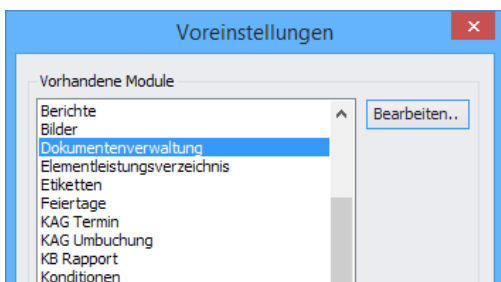 Voreinstellungen
Vorhandene Module
Berichte
Bearbeiten..
Bilder
Dokumentenverwaltung
Elementleistungsverzeichnis
Etiketten
Feiertage
KAG Termin
KAG Umbuchung
KB Rapport
Konditionen